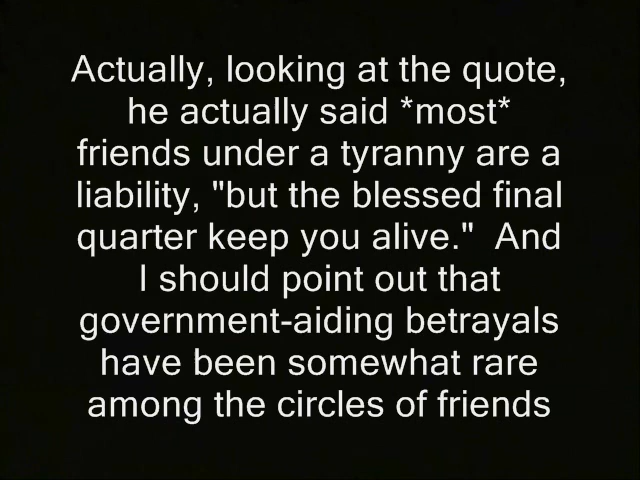 Actually, looking at the quote,
he actually said *most*
friends under a tyranny are a
liability, "but the blessed final
quarter keep you alive."  And
I should point out that
government-aiding betrayals
have been somewhat rare
among the circles of friends